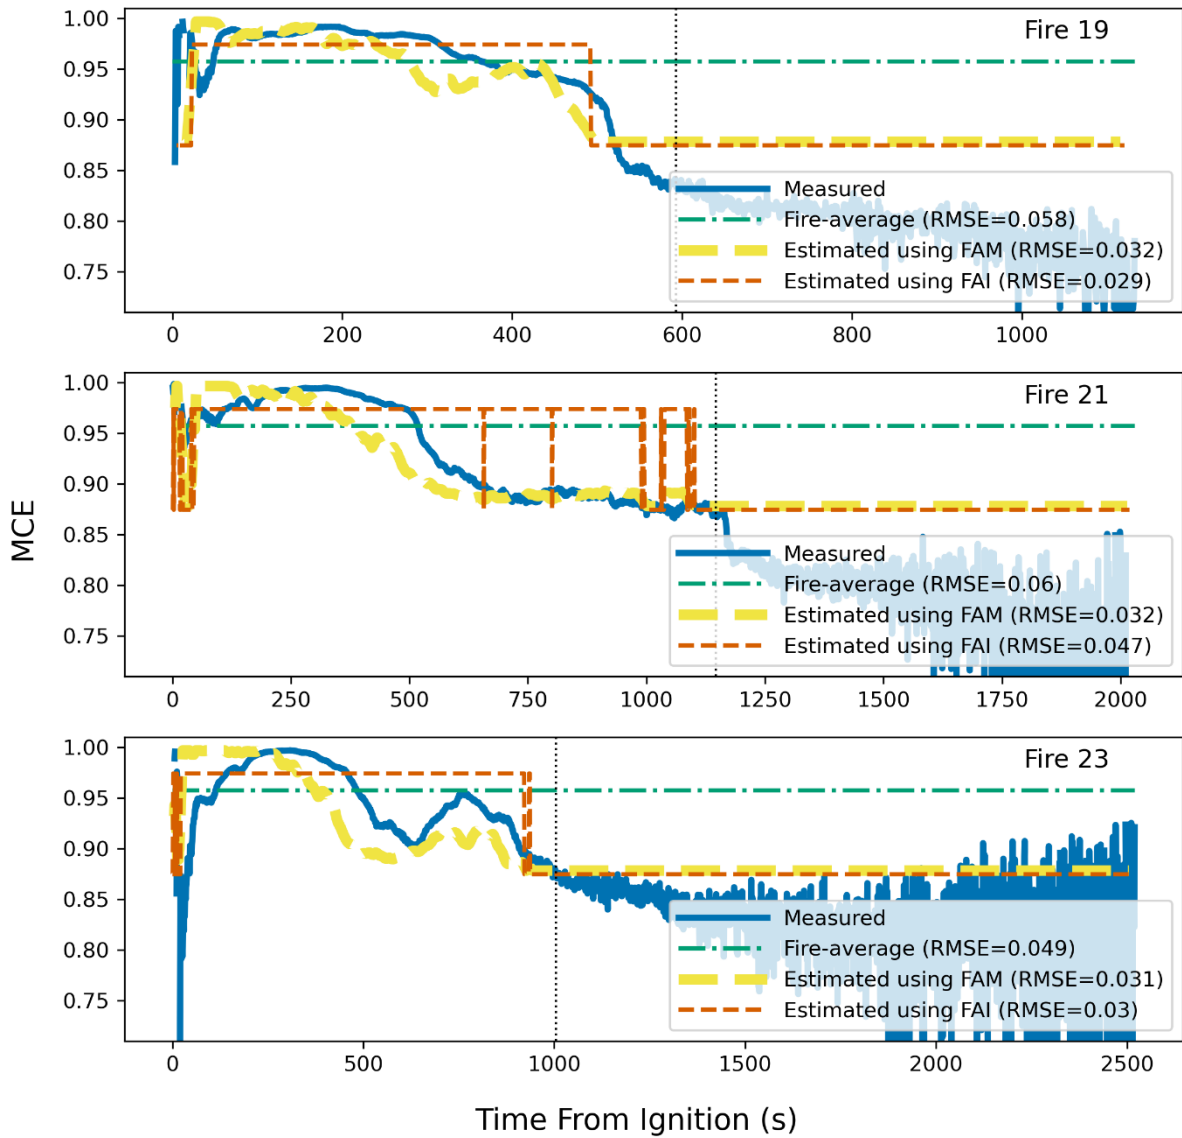 Fire 19
1.00
0.95
0.90
0.85
0.80
0.75
Measured
Fire-average (RMSE=0.058)
Estimated using FAM (RMSE=0.032)
Estimated using FAI (RMSE=0.029)
0 200 400 600 800 1000
Fire 21
1.00
0.95
0.90
0.85
0.80
0.75
MCE
Measured
Fire-average (RMSE=0.06)
Estimated using FAM (RMSE=0.032)
Estimated using FAI (RMSE=0.047)
0 250 500 750 1000 1250 1500 1750 2000
Fire 23
1.00
0.95
0.90
0.85
0.80
0.75
Measured
Fire-average (RMSE=0.049)
Estimated using FAM (RMSE=0.031)
Estimated using FAI (RMSE=0.03)
0 500 1000 1500 2000 2500
Time From Ignition (s)